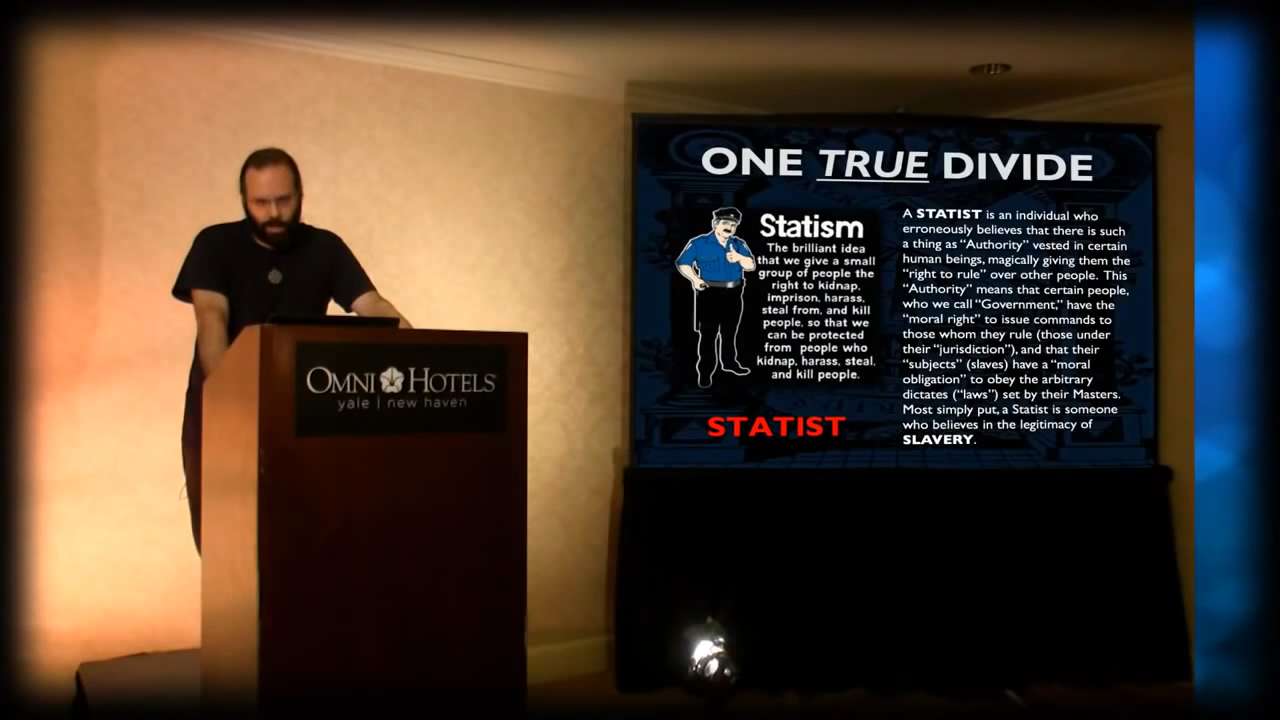 ONE TRUE DIVIDE
Statism
The brilliant idea
that we give a small
group of people the
right to kidnap,
imprison, harass,
steal from, and kill
people, so that we
can be protected
from people who
kidnap, harass, steal,
and kill people.
STATIST
A STATIST is an individual who
erroneously believes that there is such
a thing as “Authority” vested in certain
human beings, magically giving them the
“right to rule” over other people. This
“Authority” means that certain people,
who we call “Government,” have the
“moral right” to issue commands to
those whom they rule (those under
their “jurisdiction”), and that their
“subjects” (slaves) have a “moral
obligation” to obey the arbitrary
dictates (“laws”) set by their Masters.
Most simply put, a Statist is someone
who believes in the legitimacy of
SLAVERY.
OMNI HOTELS
yale | new haven